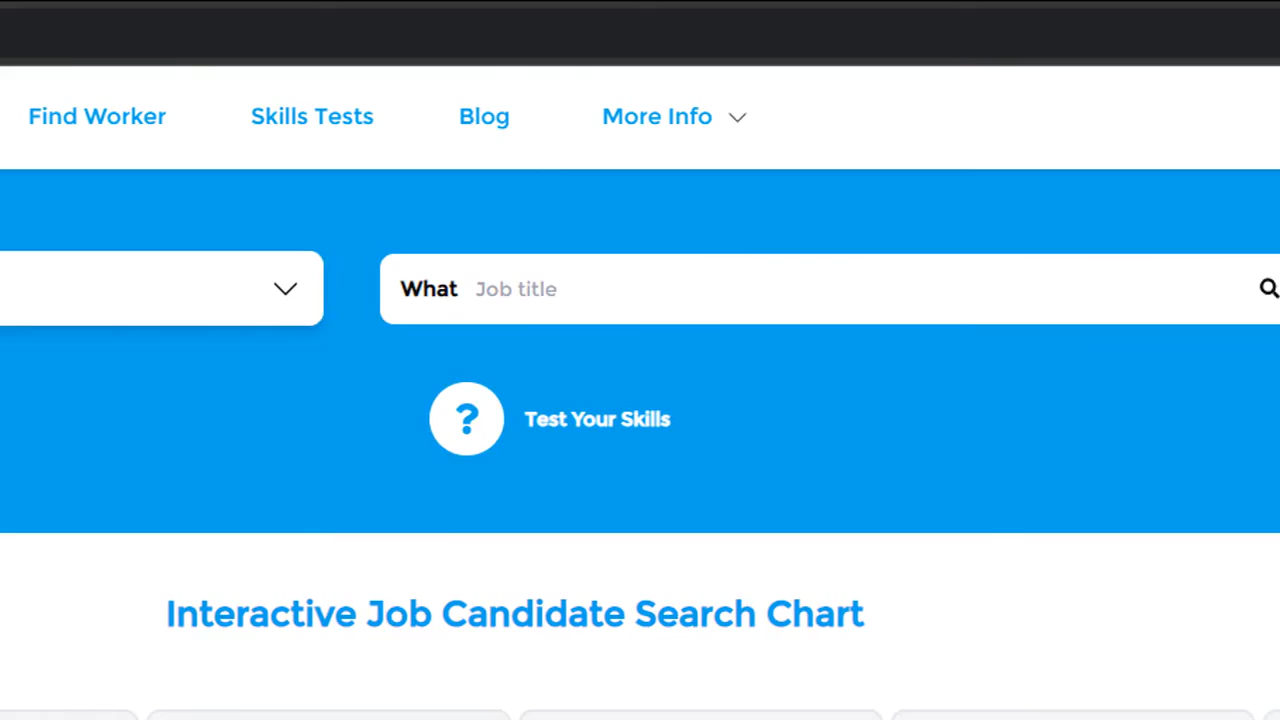 Find Worker Skills Tests Blog More Info
What Job title
Test Your Skills
Interactive Job Candidate Search Chart